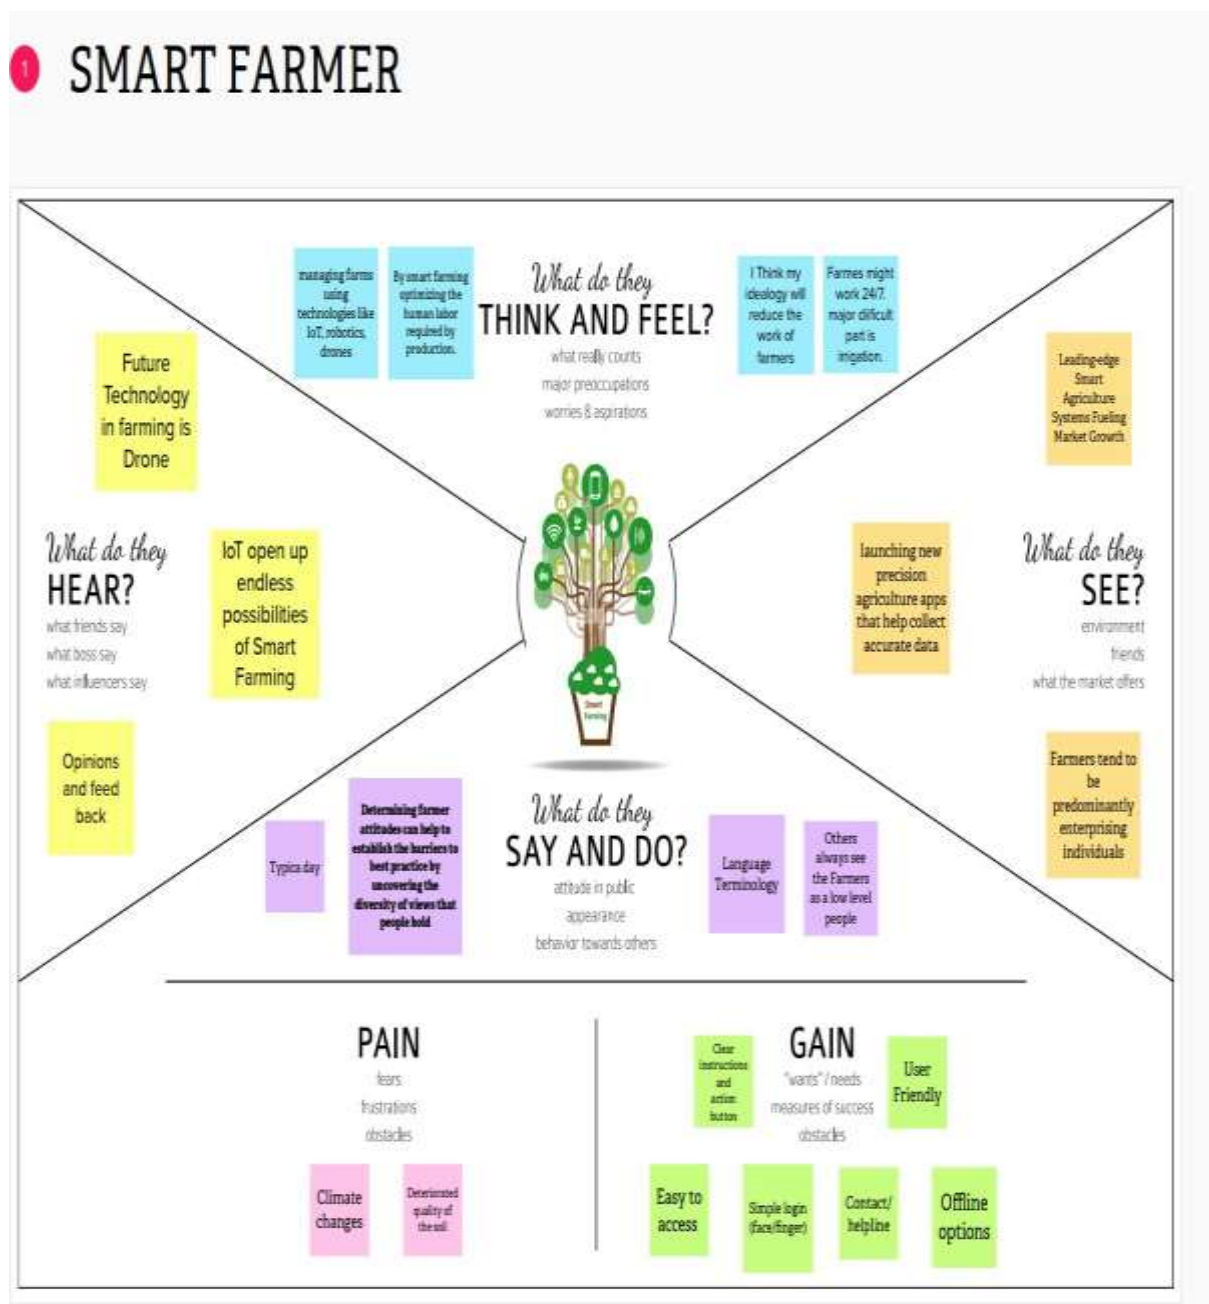 1
SMART FARMER
managing farms
using
technologies like
IoT, robotics,
drones
By smart farming
optimizing the
human labor
required by
production.
What do they
THINK AND FEEL?
what really counts
major preoccupations
worries & aspirations
I Think my
idealogy will
reduce the
work of
farmers
Farmes might
work 24/7.
major difficult
part is
irrigation.
Future
Technology
in farming is
Drone
What do they
HEAR?
what friends say
what boss say
what influencers say
IoT open up
endless
possibilities
of Smart
Farming
Opinions
and feed
back
Leading-edge
Smart
Agriculture
Systems Fueling
Market Growth
launching new
precision
agriculture apps
that help collect
accurate data
What do they
SEE?
environment
friends
what the market offers
Farmers tend to
be
predominantly
enterprising
individuals
Smart
Farming
Typica day
Determining farmer
attitudes can help to
establish the barriers to
best practice by
uncovering the
diversity of views that
people hold
What do they
SAY AND DO?
attitude in public
appearance
behavior towards others
Language
Terminology
Others
always see
the Farmers
as a low level
people
PAIN
fears
frustrations
obstacles
Climate
changes
Deteriorated
quality of
the soil
GAIN
"wants" / needs
measures of success
obstacles
Clear
instructions
and
action
button
User
Friendly
Easy to
access
Simple login
(face/finger)
Contact/
helpline
Offline
options